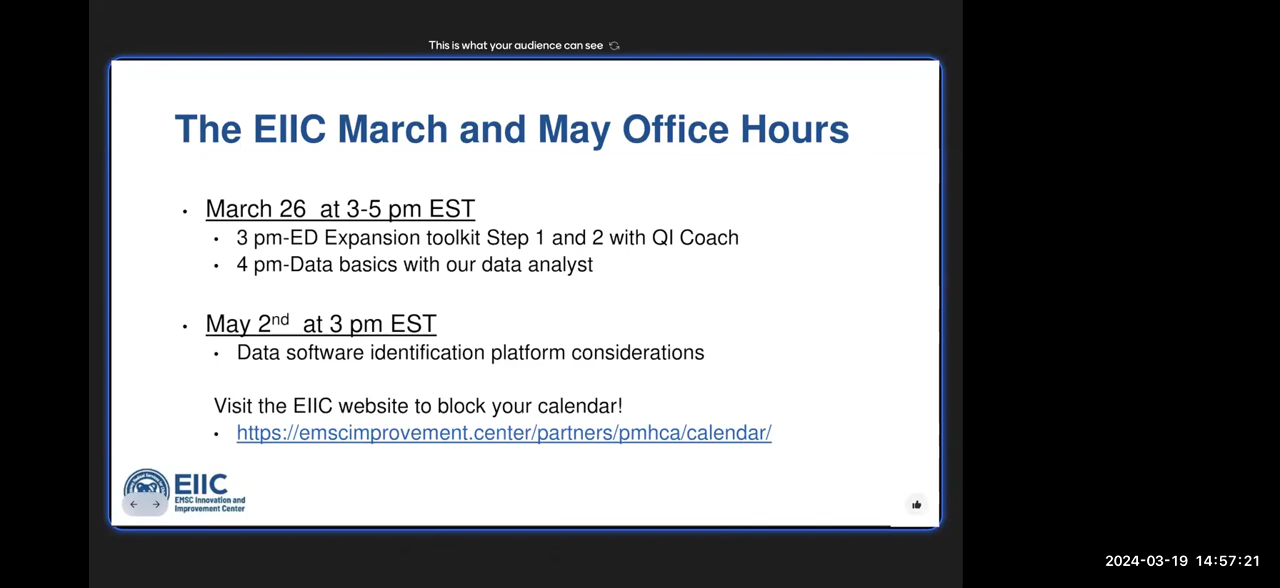 This is what your audience can see
The EIIC March and May Office Hours
• March 26 at 3-5 pm EST
• 3 pm-ED Expansion toolkit Step 1 and 2 with QI Coach
• 4 pm-Data basics with our data analyst
• May 2nd at 3 pm EST
• Data software identification platform considerations
Visit the EIIC website to block your calendar!
• https://emscimprovement.center/partners/pmhca/calendar/
EIIC
EMSC Innovation and
Improvement Center
2024-03-19 14:57:21